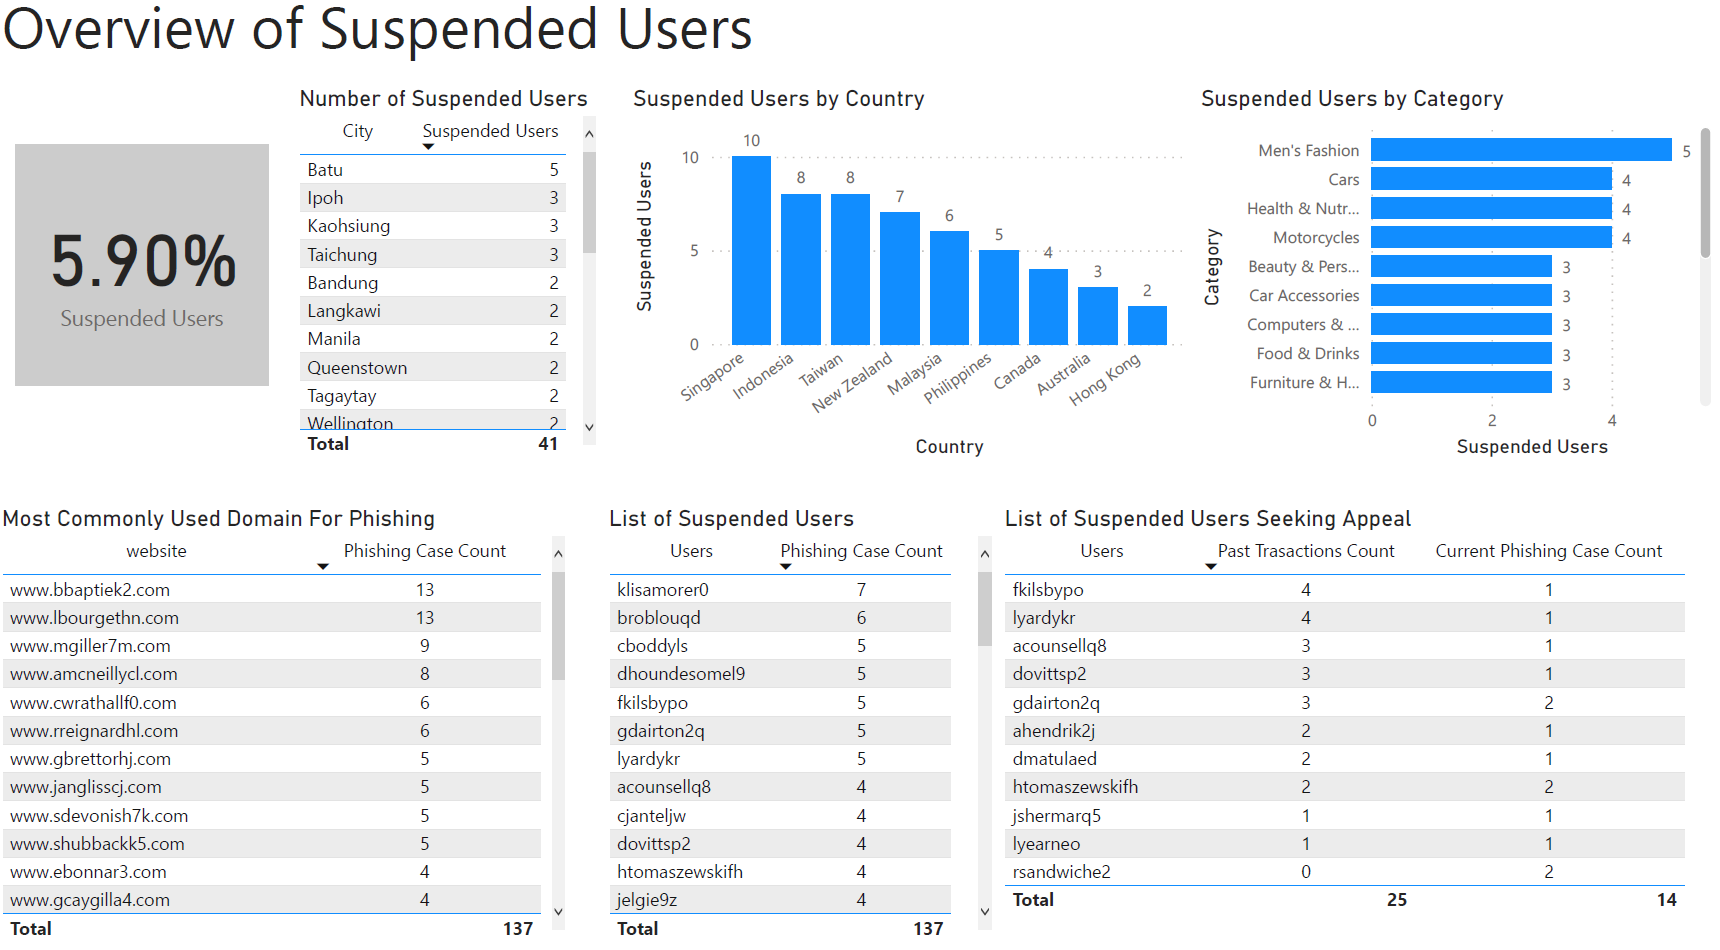 Overview of Suspended Users
5.90%
Suspended Users
Number of Suspended Users
City Suspended Users
Batu 5
Ipoh 3
Kaohsiung 3
Taichung 3
Bandung 2
Langkawi 2
Manila 2
Queenstown 2
Tagaytay 2
Wellington 2
Total 41
Suspended Users by Country
Suspended Users
10
5
0
10
8
8
7
6
5
4
3
2
Singapore
Indonesia
Taiwan
New Zealand
Malaysia
Philippines
Canada
Australia
Hong Kong
Country
Suspended Users by Category
Category
Men's Fashion 5
Cars 4
Health & Nutr... 4
Motorcycles 4
Beauty & Pers... 3
Car Accessories 3
Computers & ... 3
Food & Drinks 3
Furniture & H... 3
0 2 4
Suspended Users
Most Commonly Used Domain For Phishing
website Phishing Case Count
www.bbaptiek2.com 13
www.lbourgethn.com 13
www.mgiller7m.com 9
www.amcneillycl.com 8
www.cwrathallf0.com 6
www.rreignardhl.com 6
www.gbrettorhj.com 5
www.janglisscj.com 5
www.sdevonish7k.com 5
www.shubbackk5.com 5
www.ebonnar3.com 4
www.gcaygilla4.com 4
Total 137
List of Suspended Users
Users Phishing Case Count
klisamorer0 7
broblouqd 6
cboddyls 5
dhoundesomel9 5
fkilsbypo 5
gdairton2q 5
lyardykr 5
acounsellq8 4
cjanteljw 4
dovittsp2 4
htomaszewskifh 4
jelgie9z 4
Total 137
List of Suspended Users Seeking Appeal
Users Past Trasactions Count Current Phishing Case Count
fkilsbypo 4 1
lyardykr 4 1
acounsellq8 3 1
dovittsp2 3 1
gdairton2q 3 2
ahendrik2j 2 1
dmatulaed 2 1
htomaszewskifh 2 2
jshermarq5 1 1
lyearneo 1 1
rsandwiche2 0 2
Total 25 14